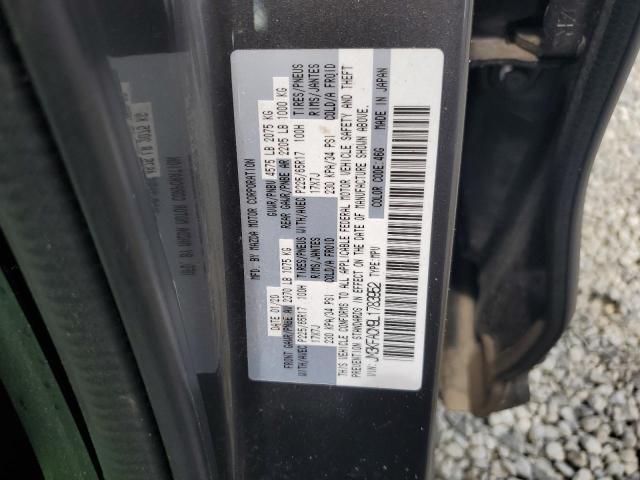 MFD. BY MAZDA MOTOR CORPORATION
DATE 01/20 GVWR/PNBV 4575 LB 2075 KG
FRONT GAWR/PNBE AV 2370 LB 1075 KG REAR GAWR/PNBE AR 2205 LB 1000 KG
WITH/AVEC P225/65R17 100H TIRES/PNEUS WITH/AVEC P225/65R17 100H TIRES/PNEUS
17X7J RIMS/JANTES 17X7J RIMS/JANTES
230 KPA/34 PSI COLD/A FROID 230 KPA/34 PSI COLD/A FROID
THIS VEHICLE CONFORMS TO ALL APPLICABLE FEDERAL MOTOR VEHICLE SAFETY AND THEFT
PREVENTION STANDARDS IN EFFECT ON THE DATE OF MANUFACTURE SHOWN ABOVE.
COLOR CODE:46G MADE IN JAPAN
VIN: TYPE:MPV